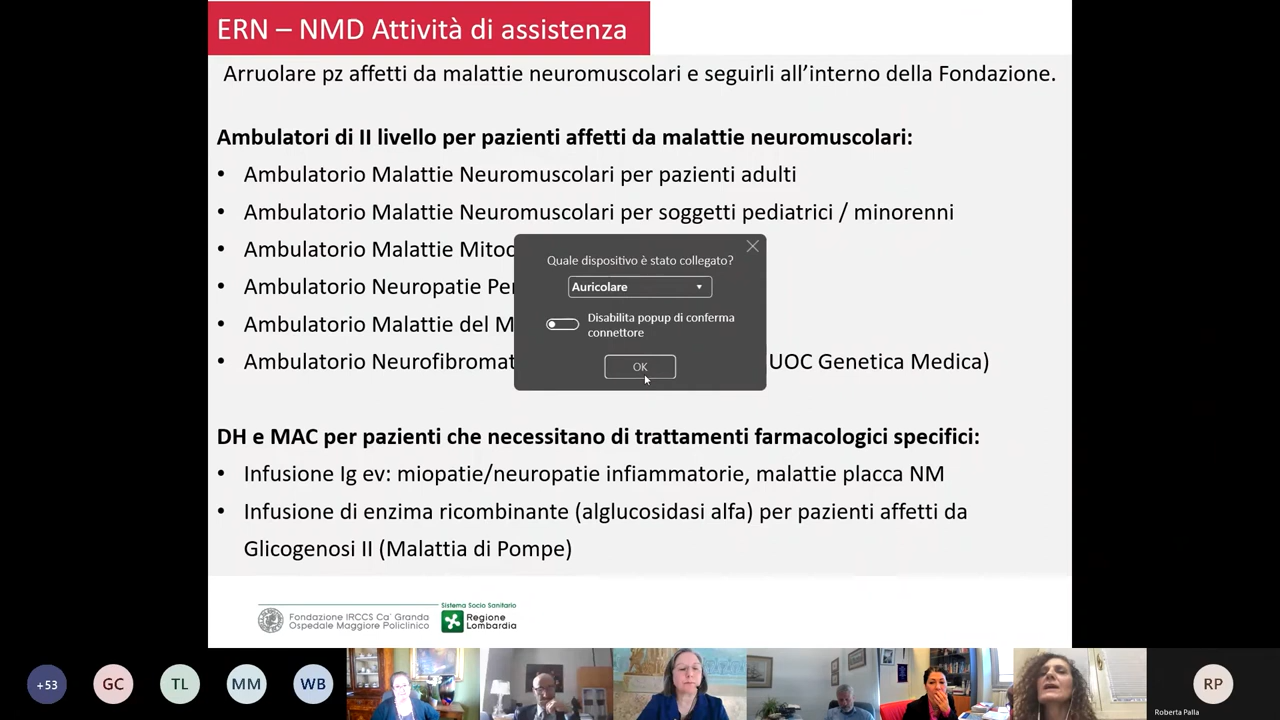 ERN – NMD Attività di assistenza
Arruolare pz affetti da malattie neuromuscolari e seguirli all’interno della Fondazione.
Ambulatori di II livello per pazienti affetti da malattie neuromuscolari:
• Ambulatorio Malattie Neuromuscolari per pazienti adulti
• Ambulatorio Malattie Neuromuscolari per soggetti pediatrici / minorenni
• Ambulatorio Malattie
• Ambulatorio Neuropatie
• Ambulatorio Malattie del
• Ambulatorio UOC Genetica Medica)
Quale dispositivo è stato collegato?
Auricolare
Disabilita popup di conferma
connettore
OK
DH e MAC per pazienti che necessitano di trattamenti farmacologici specifici:
• Infusione Ig ev: miopatie/neuropatie infiammatorie, malattie placca NM
• Infusione di enzima ricombinante (alglucosidasi alfa) per pazienti affetti da
Glicogenosi II (Malattia di Pompe)
Fondazione IRCCS Ca' Granda
Ospedale Maggiore Policlinico
Sistema Socio Sanitario
Regione
Lombardia
+53
GC
TL
MM
WB
RP
Roberta Palla